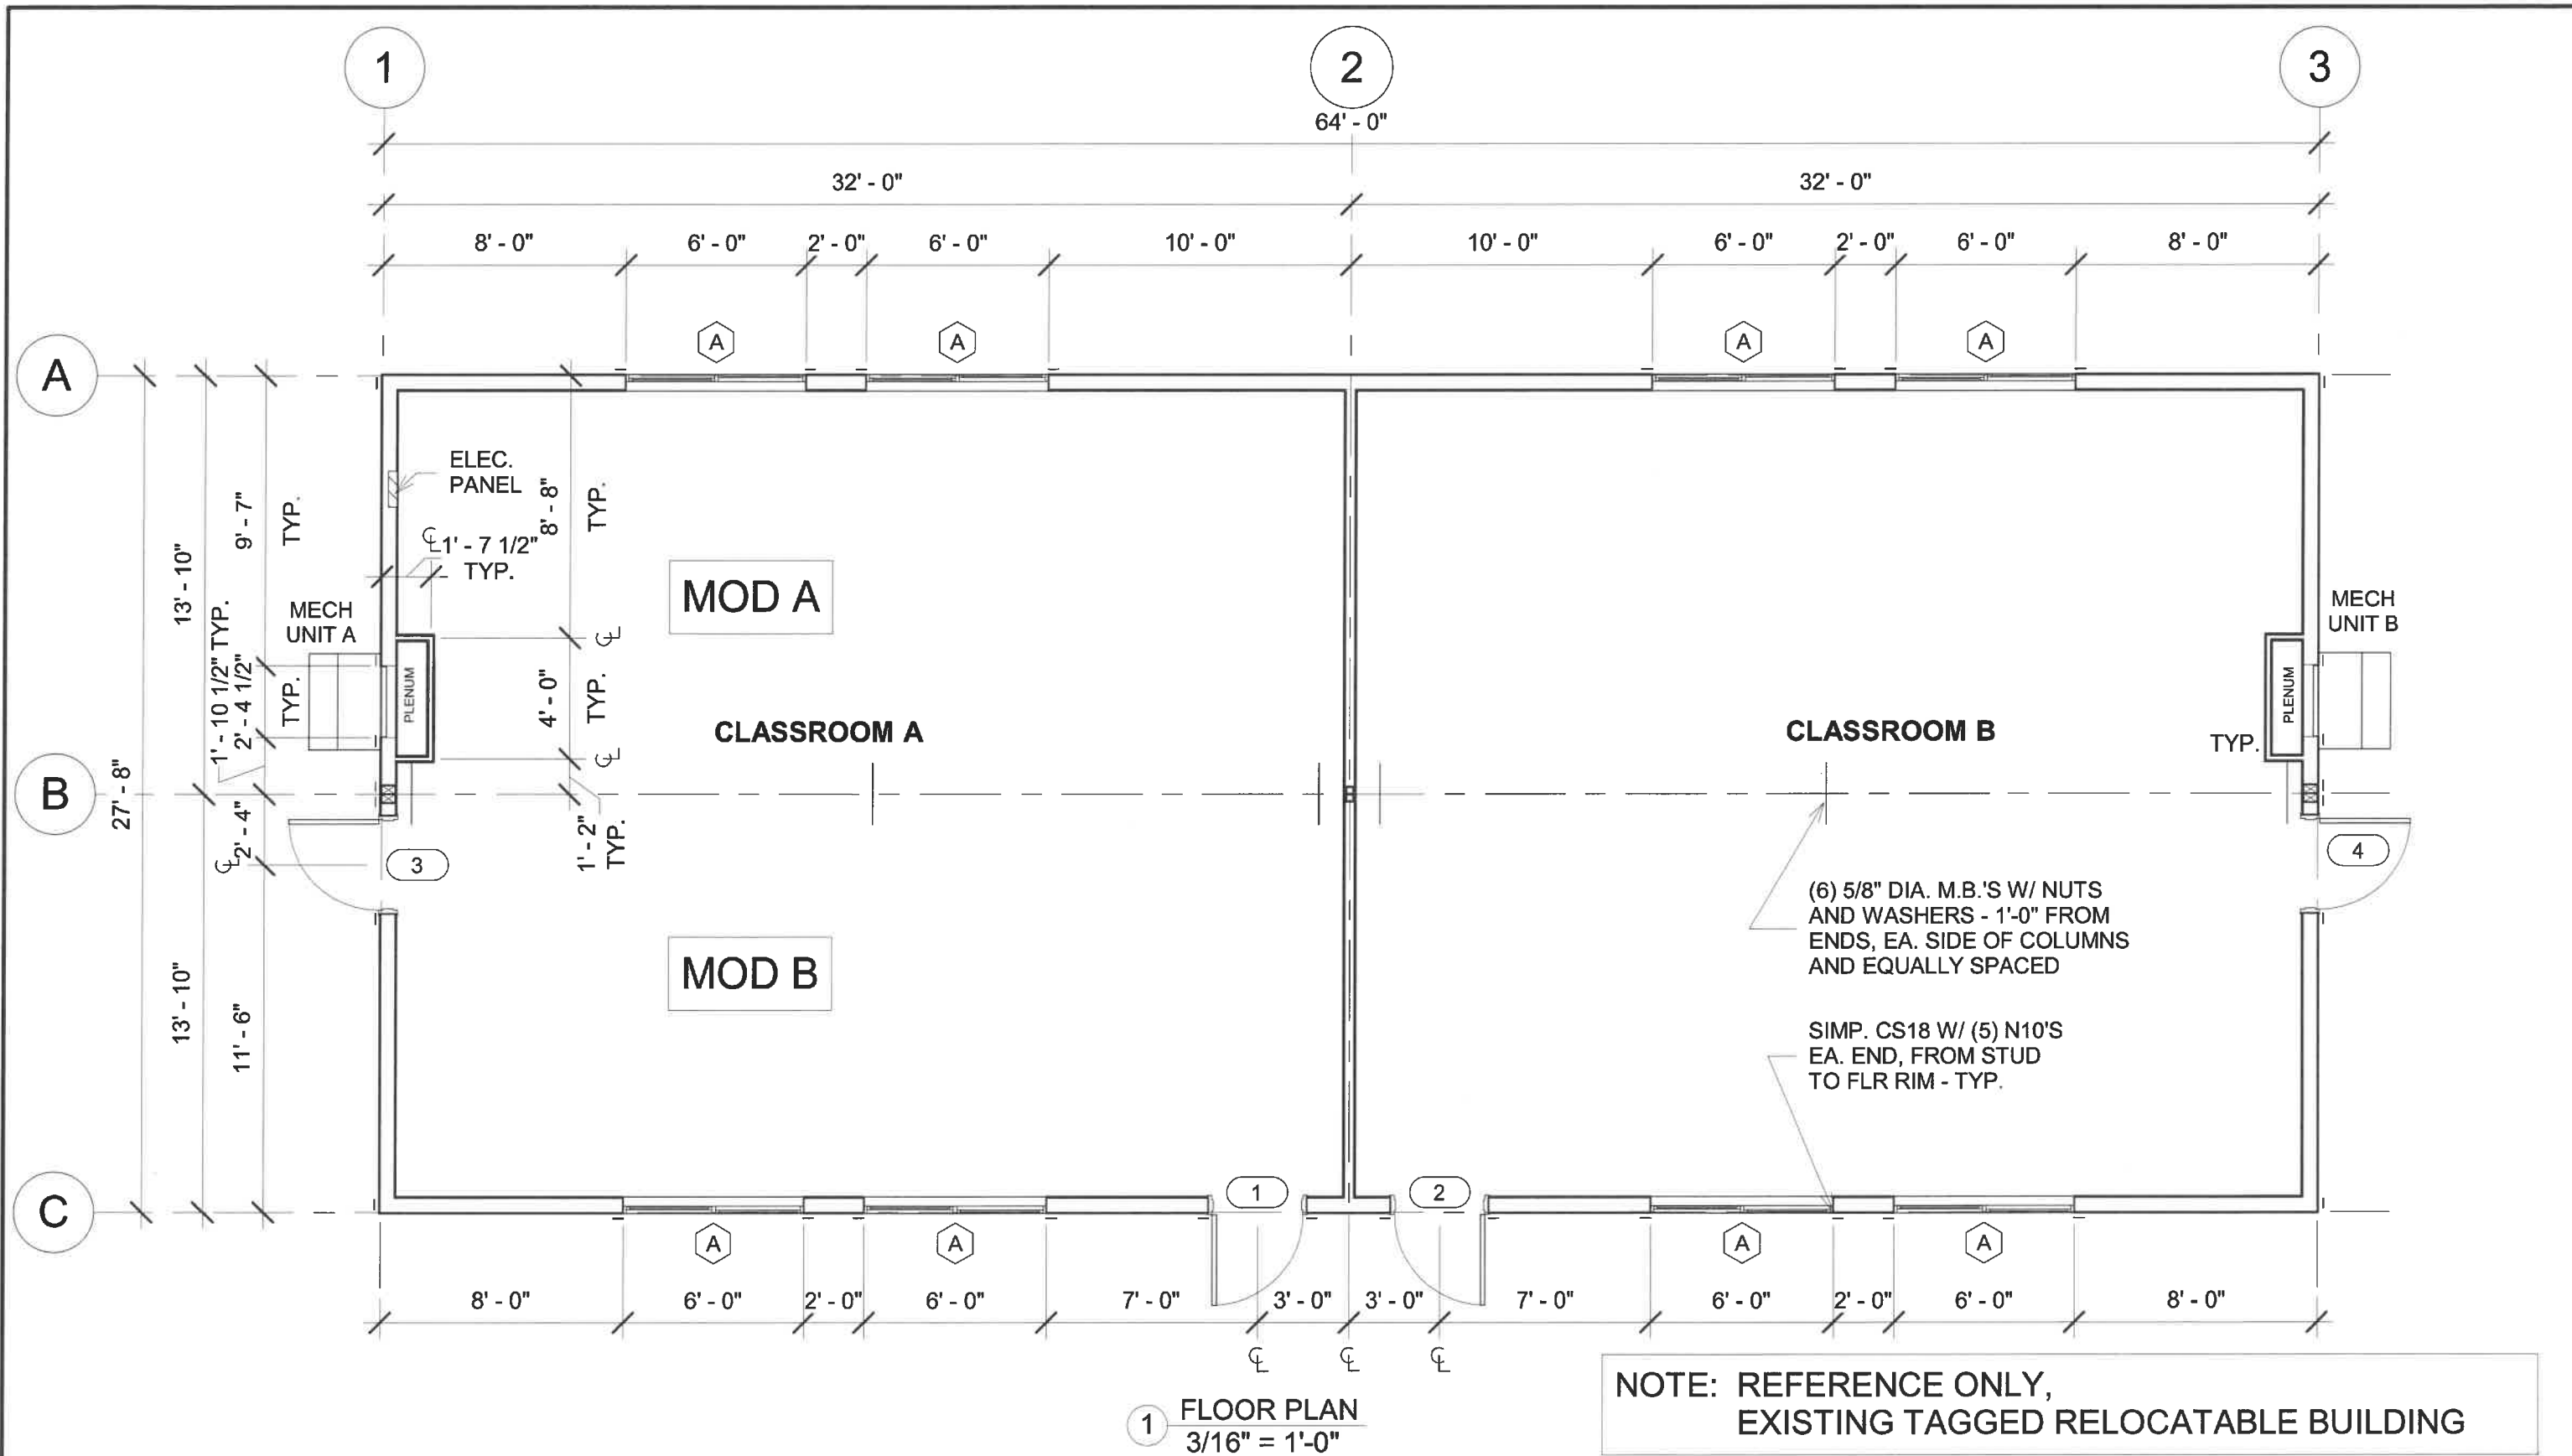 1
2
3
64' - 0"
32' - 0"
32' - 0"
8' - 0"
6' - 0"
2' - 0"
6' - 0"
10' - 0"
10' - 0"
6' - 0"
2' - 0"
6' - 0"
8' - 0"
A
A
A
A
A
B
C
27' - 8"
13' - 10"
13' - 10"
9' - 7"
TYP.
1' - 10 1/2" TYP.
2' - 4 1/2"
TYP.
℄ 2' - 4"
11' - 6"
ELEC.
PANEL
8' - 8"
TYP.
℄ 1' - 7 1/2"
TYP.
MECH
UNIT A
PLENUM
℄
4' - 0"
TYP.
℄
1' - 2"
TYP.
MOD A
CLASSROOM A
MOD B
3
CLASSROOM B
MECH
UNIT B
PLENUM
TYP.
4
(6) 5/8" DIA. M.B.'S W/ NUTS
AND WASHERS - 1'-0" FROM
ENDS, EA. SIDE OF COLUMNS
AND EQUALLY SPACED
SIMP. CS18 W/ (5) N10'S
EA. END, FROM STUD
TO FLR RIM - TYP.
1
2
A
A
A
A
8' - 0"
6' - 0"
2' - 0"
6' - 0"
7' - 0"
3' - 0"
3' - 0"
7' - 0"
6' - 0"
2' - 0"
6' - 0"
8' - 0"
℄
℄
℄
1 FLOOR PLAN
3/16" = 1'-0"
NOTE: REFERENCE ONLY,
EXISTING TAGGED RELOCATABLE BUILDING